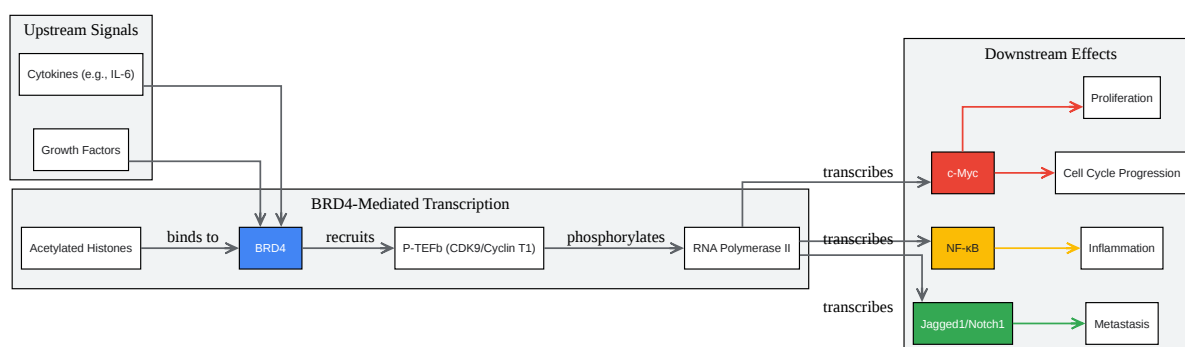 Upstream Signals
Cytokines (e.g., IL-6)
Growth Factors
BRD4-Mediated Transcription
Acetylated Histones
binds to
BRD4
recruits
P-TEFb (CDK9/Cyclin T1)
phosphorylates
RNA Polymerase II
transcribes
transcribes
transcribes
Downstream Effects
Proliferation
c-Myc
Cell Cycle Progression
NF-κB
Inflammation
Jagged1/Notch1
Metastasis